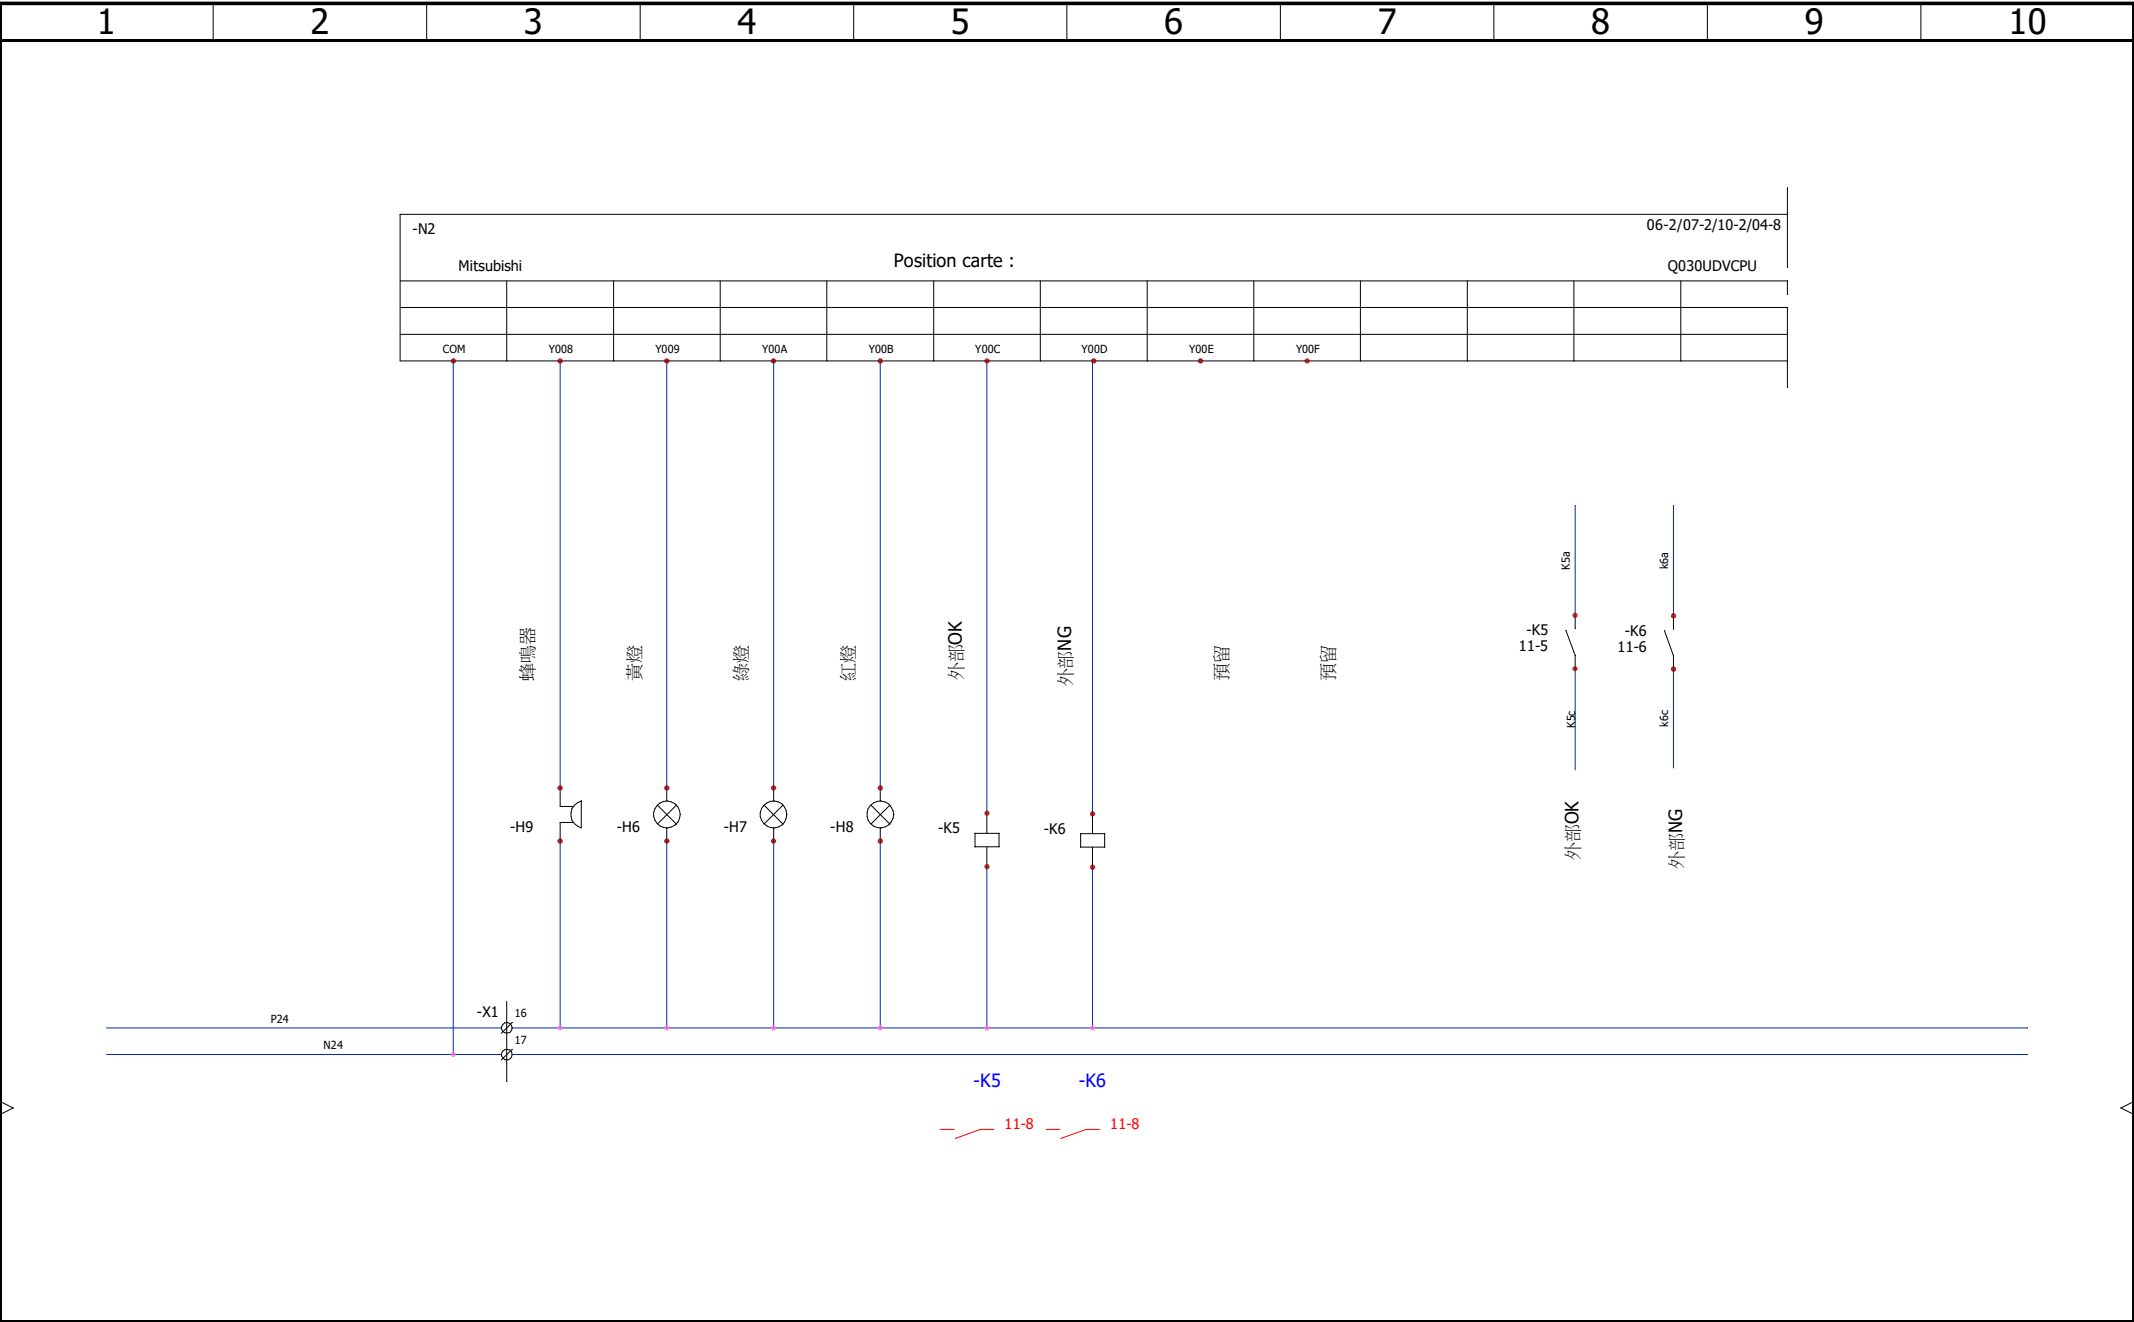 1 2 3 4 5 6 7 8 9 10
-N2 06-2/07-2/10-2/04-8
Mitsubishi Position carte : Q030UDVCPU
COM Y008 Y009 Y00A Y00B Y00C Y00D Y00E Y00F
K5a k6a
蜂鳴器 黃燈 綠燈 紅燈 外部OK 外部NG 預留 預留
-K5 -K6
11-5 11-6
K5c k6c
-H9 -H6 -H7 -H8 -K5 -K6
外部OK 外部NG
P24 -X1 16
N24 17
-K5 -K6
11-8 11-8